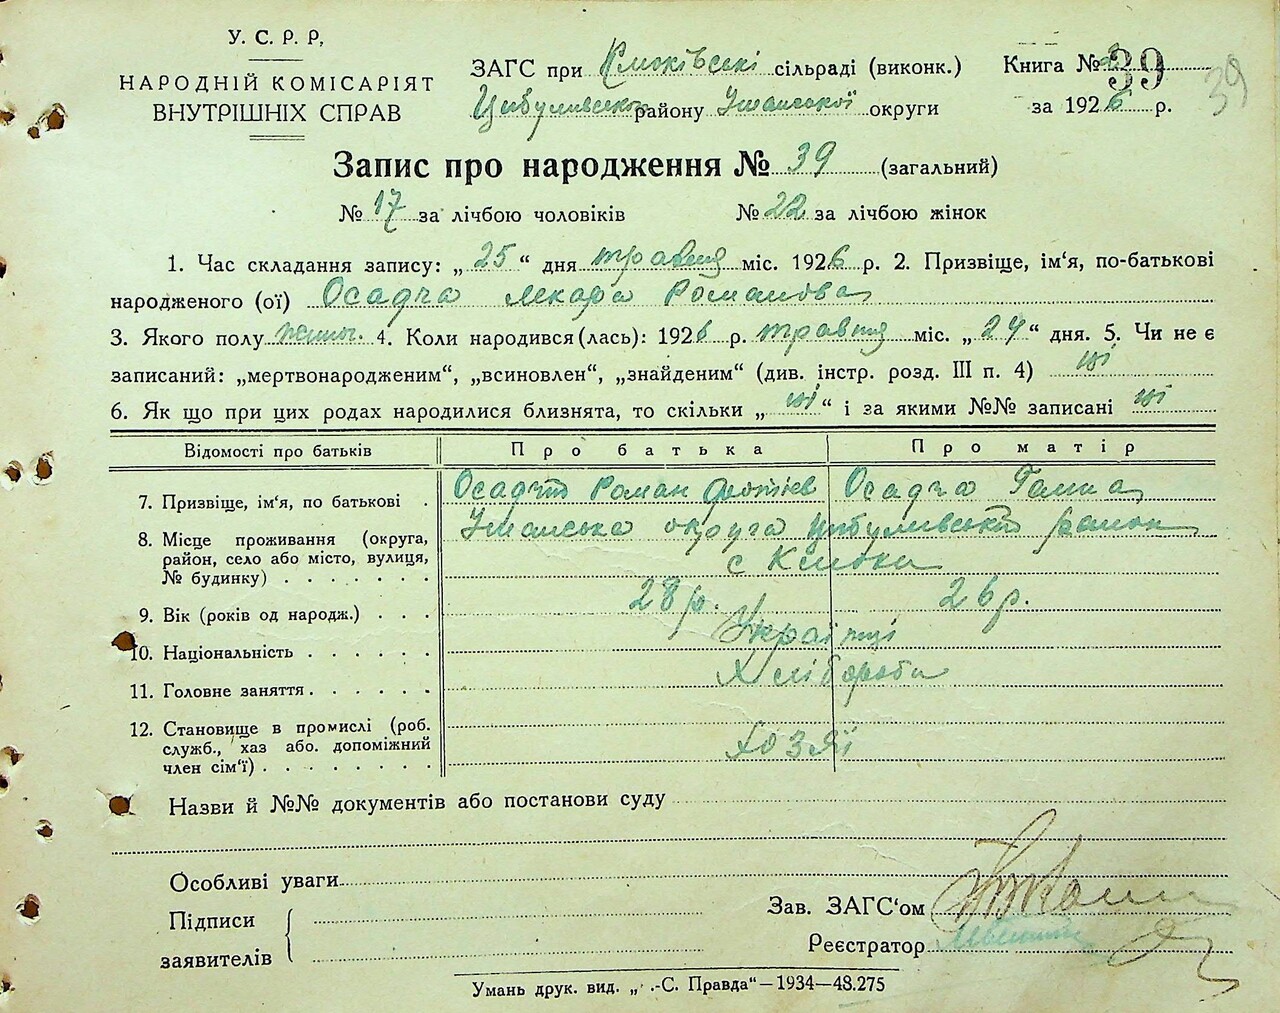 У. С. Р. Р,
НАРОДНІЙ КОМІСАРІЯТ
ВНУТРІШНІХ СПРАВ
ЗАГС при сільраді (виконк.)
Цибулівсько району Уманської округи
Книга № 39
39
за 1926 р.
Запис про народження № 39 (загальний)
№ 17 за лічбою чоловіків № 22 за лічбою жінок
1. Час складання запису: „ 25 “ дня травня міс. 1926 р. 2. Призвіще, ім'я, по-батькові
народженого (ої) Осадча Романова
3. Якого полу жіноч. 4. Коли народився (лась): 1926 р. травня міс. „ 24 “ дня. 5. Чи не є
записаний: „мертвонародженим“, „всиновлен“, „знайденим“ (див. інстр. розд. III п. 4) ні
6. Як що при цих родах народилися близнята, то скільки „ ні “ і за якими №№ записані ні
Відомості про батьків Про батька Про матір
7. Призвіще, ім'я, по батькові . Осадчий Роман Фотіїв Осадча Ганна
8. Місце проживання (округа, район, село або місто, вулиця, № будинку) . . . . . . . Уманська округа Цибулівський район
с
9. Вік (років од народж.) . . . 28 р. 26 р.
10. Національність . . . . . . Українці
11. Головне заняття . . . . . . Хлібороби
12. Становище в промислі (роб. служб., хаз або. допоміжний член сім'ї) . . . . . . . . хозяї
Назви й №№ документів або постанови суду
Особливі уваги
Підписи
заявителів
Зав. ЗАГС'ом
Реєстратор
Умань друк. вид. „ .-С. Правда“—1934—48.275